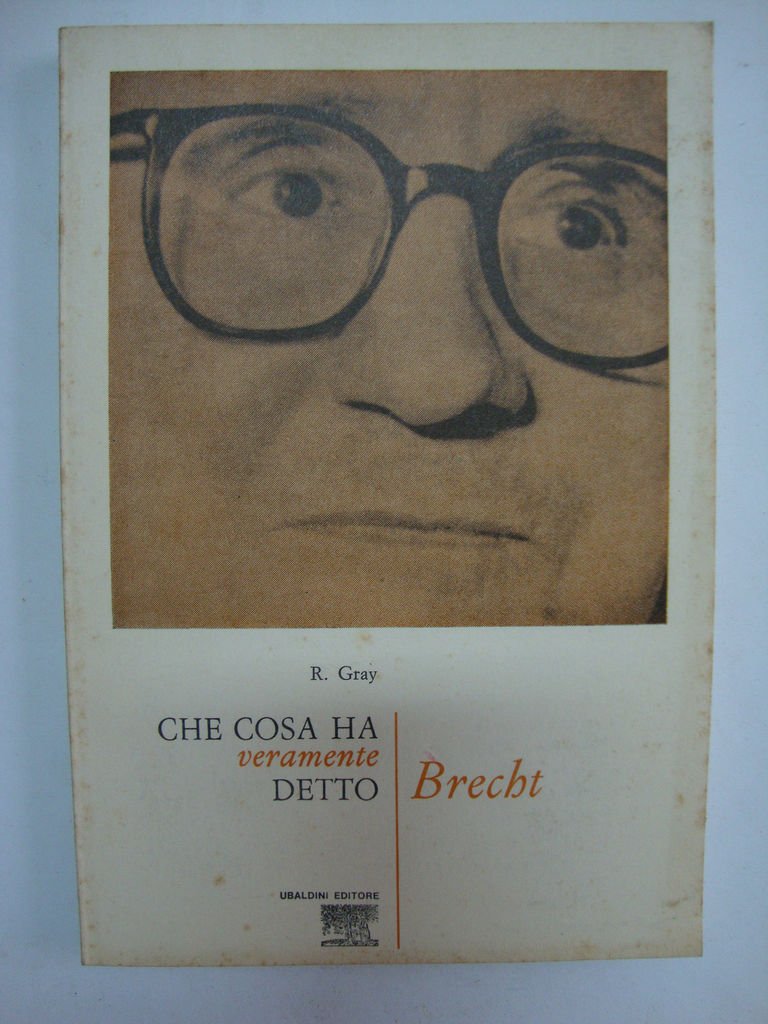 R. Gray
CHE COSA HA
veramente
DETTO
Brecht
UBALDINI EDITORE